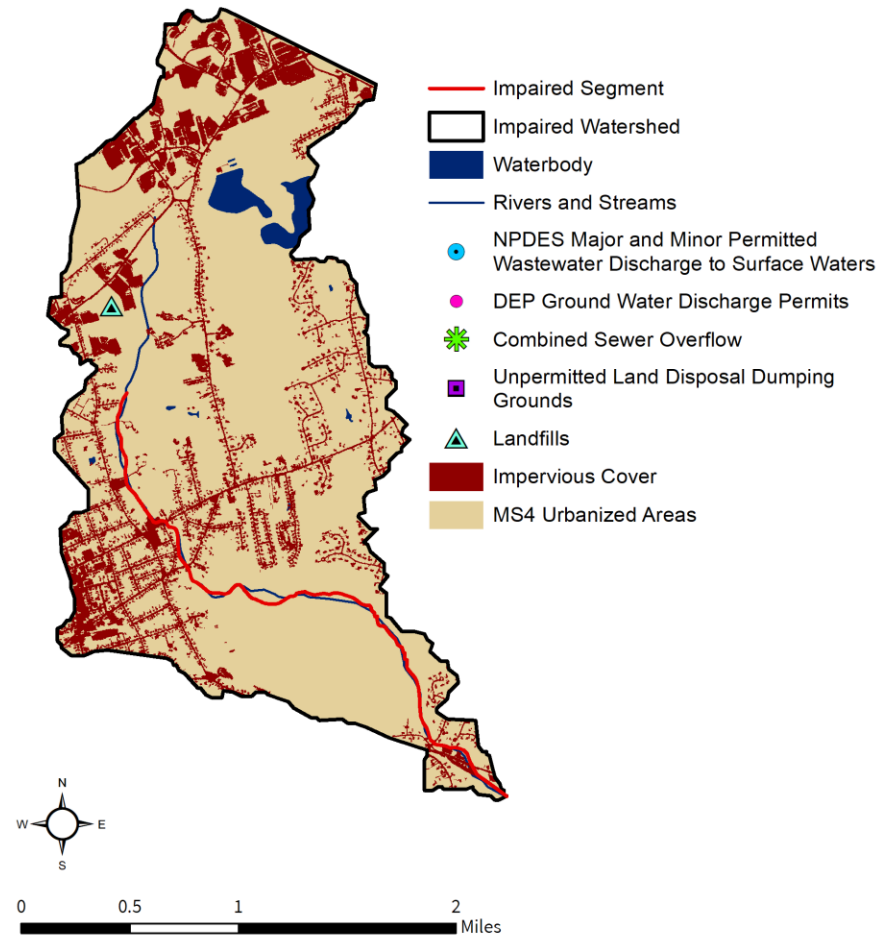 Impaired Segment
Impaired Watershed
Waterbody
Rivers and Streams
NPDES Major and Minor Permitted
Wastewater Discharge to Surface Waters
DEP Ground Water Discharge Permits
Combined Sewer Overflow
Unpermitted Land Disposal Dumping
Grounds
Landfills
Impervious Cover
MS4 Urbanized Areas
N
W E
S
0 0.5 1 2
Miles